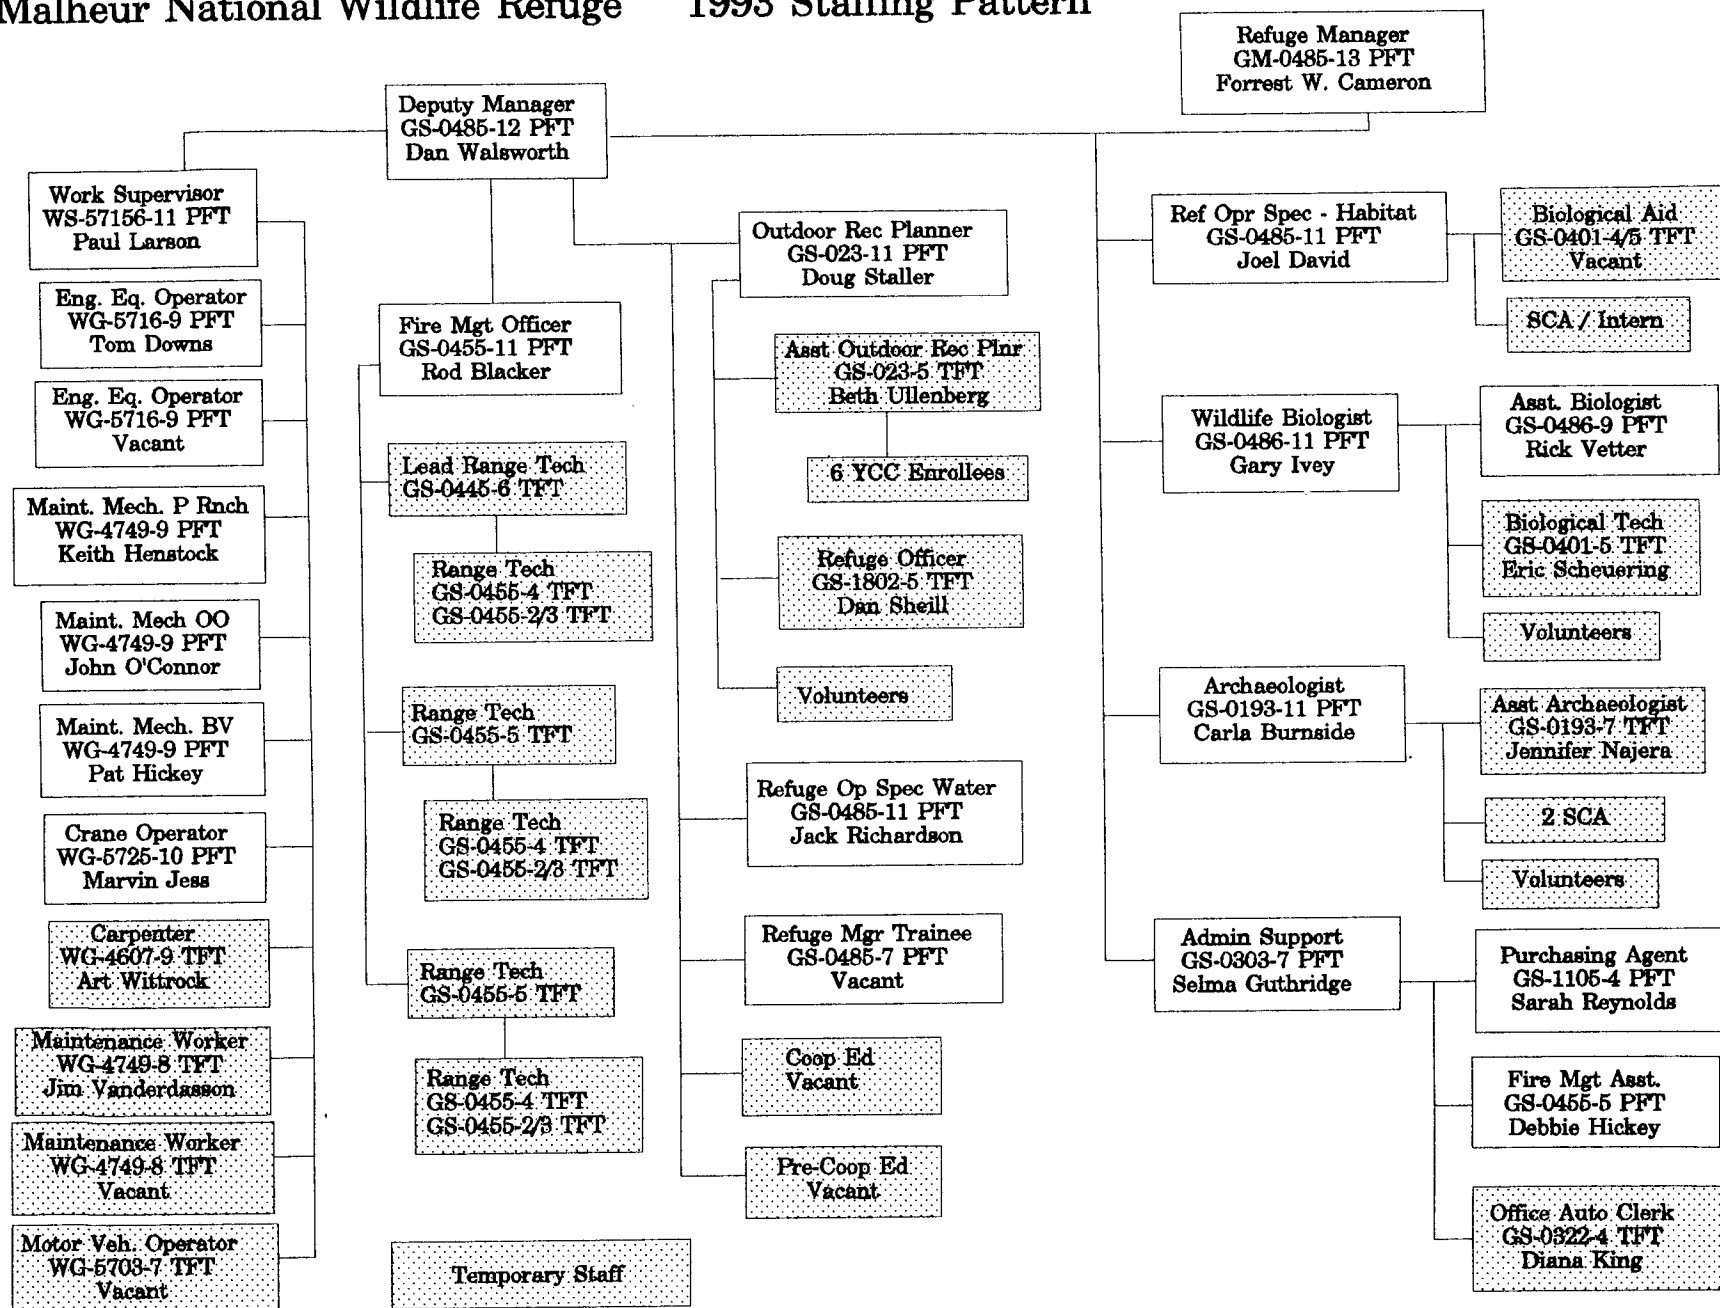 Malheur National Wildlife Refuge 1993 Staffing Pattern
Refuge Manager
GM-0485-13 PFT
Forrest W. Cameron
Deputy Manager
GS-0485-12 PFT
Dan Walsworth
Work Supervisor
WS-57156-11 PFT
Paul Larson
Eng. Eq. Operator
WG-5716-9 PFT
Tom Downs
Eng. Eq. Operator
WG-5716-9 PFT
Vacant
Maint. Mech. P Rnch
WG-4749-9 PFT
Keith Henstock
Maint. Mech OO
WG-4749-9 PFT
John O'Connor
Maint. Mech. BV
WG-4749-9 PFT
Pat Hickey
Crane Operator
WG-5725-10 PFT
Marvin Jess
Carpenter
WG-4607-9 TFT
Art Wittrock
Maintenance Worker
WG-4749-8 TFT
Jim Vanderdasson
Maintenance Worker
WG-4749-8 TFT
Vacant
Motor Veh. Operator
WG-5703-7 TFT
Vacant
Fire Mgt Officer
GS-0455-11 PFT
Rod Blacker
Lead Range Tech
GS-0445-6 TFT
Range Tech
GS-0455-4 TFT
GS-0455-2/3 TFT
Range Tech
GS-0455-5 TFT
Range Tech
GS-0455-4 TFT
GS-0455-2/3 TFT
Range Tech
GS-0455-5 TFT
Range Tech
GS-0455-4 TFT
GS-0455-2/3 TFT
Temporary Staff
Outdoor Rec Planner
GS-023-11 PFT
Doug Staller
Asst Outdoor Rec Plnr
GS-023-5 TFT
Beth Ullenberg
6 YCC Enrollees
Refuge Officer
GS-1802-5 TFT
Dan Sheill
Volunteers
Refuge Op Spec Water
GS-0485-11 PFT
Jack Richardson
Refuge Mgr Trainee
GS-0485-7 PFT
Vacant
Coop Ed
Vacant
Pre-Coop Ed
Vacant
Ref Opr Spec - Habitat
GS-0485-11 PFT
Joel David
Biological Aid
GS-0401-4/5 TFT
Vacant
SCA / Intern
Wildlife Biologist
GS-0486-11 PFT
Gary Ivey
Asst. Biologist
GS-0486-9 PFT
Rick Vetter
Biological Tech
GS-0401-5 TFT
Eric Scheuering
Volunteers
Archaeologist
GS-0193-11 PFT
Carla Burnside
Asst Archaeologist
GS-0193-7 TFT
Jennifer Najera
2 SCA
Volunteers
Admin Support
GS-0303-7 PFT
Selma Guthridge
Purchasing Agent
GS-1105-4 PFT
Sarah Reynolds
Fire Mgt Asst.
GS-0455-5 PFT
Debbie Hickey
Office Auto Clerk
GS-0322-4 TFT
Diana King